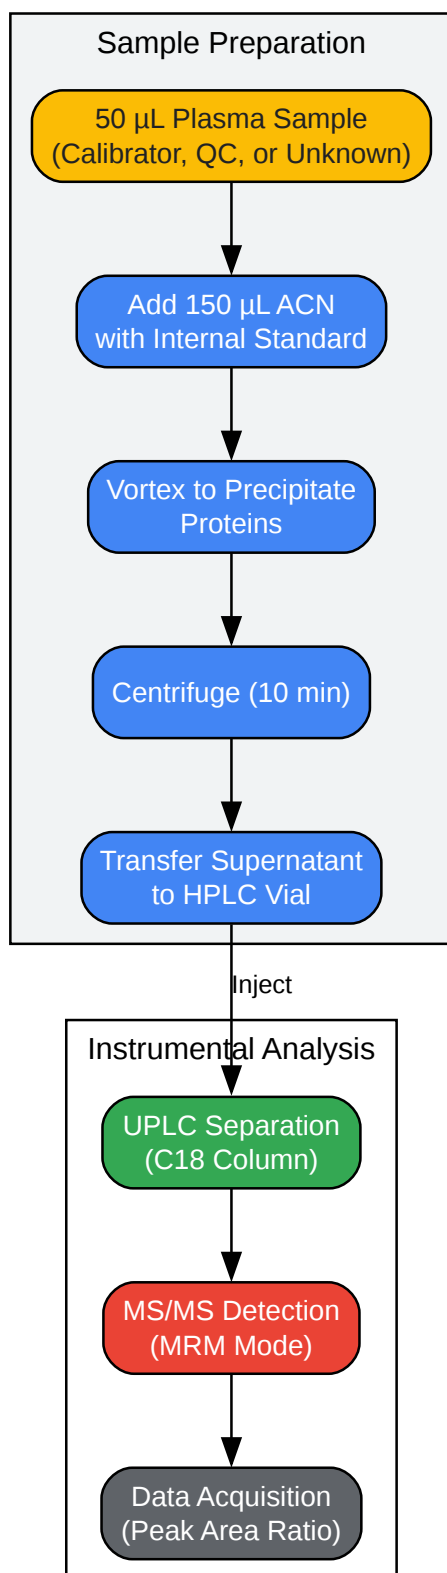 Sample Preparation
50 µL Plasma Sample
(Calibrator, QC, or Unknown)
Add 150 µL ACN
with Internal Standard
Vortex to Precipitate
Proteins
Centrifuge (10 min)
Transfer Supernatant
to HPLC Vial
Inject
Instrumental Analysis
UPLC Separation
(C18 Column)
MS/MS Detection
(MRM Mode)
Data Acquisition
(Peak Area Ratio)